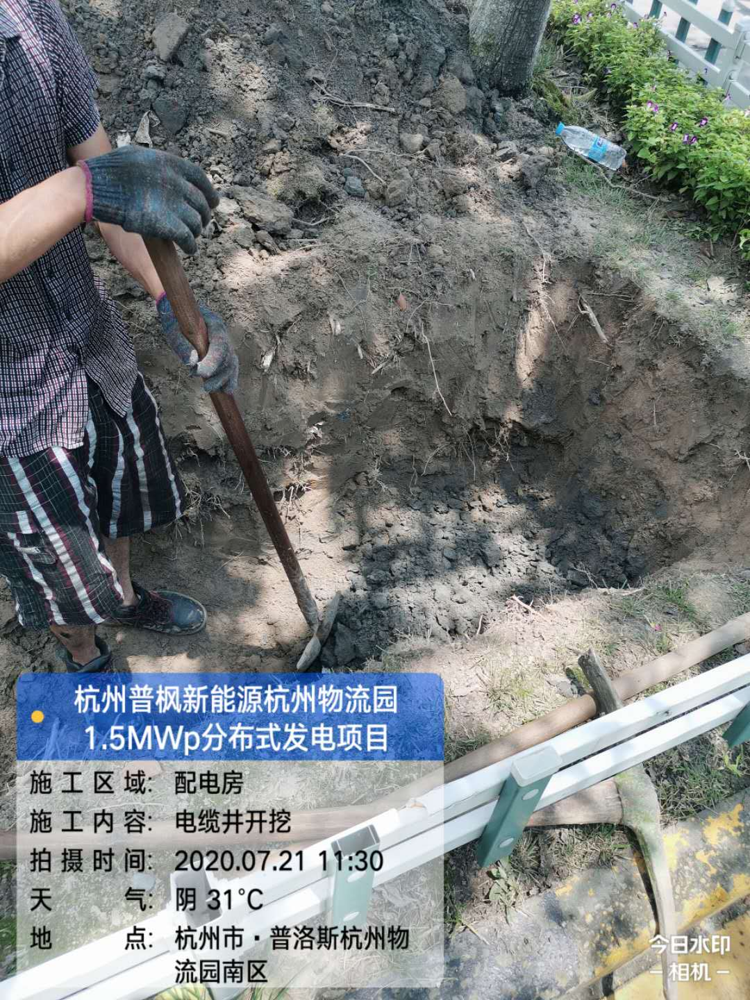 杭州普枫新能源杭州物流园
1.5MWp分布式发电项目
施工区域: 配电房
施工内容: 电缆井开挖
拍摄时间: 2020.07.21 11:30
天气: 阴 31°C
地点: 杭州市·普洛斯杭州物
流园南区
今日水印
-相机-